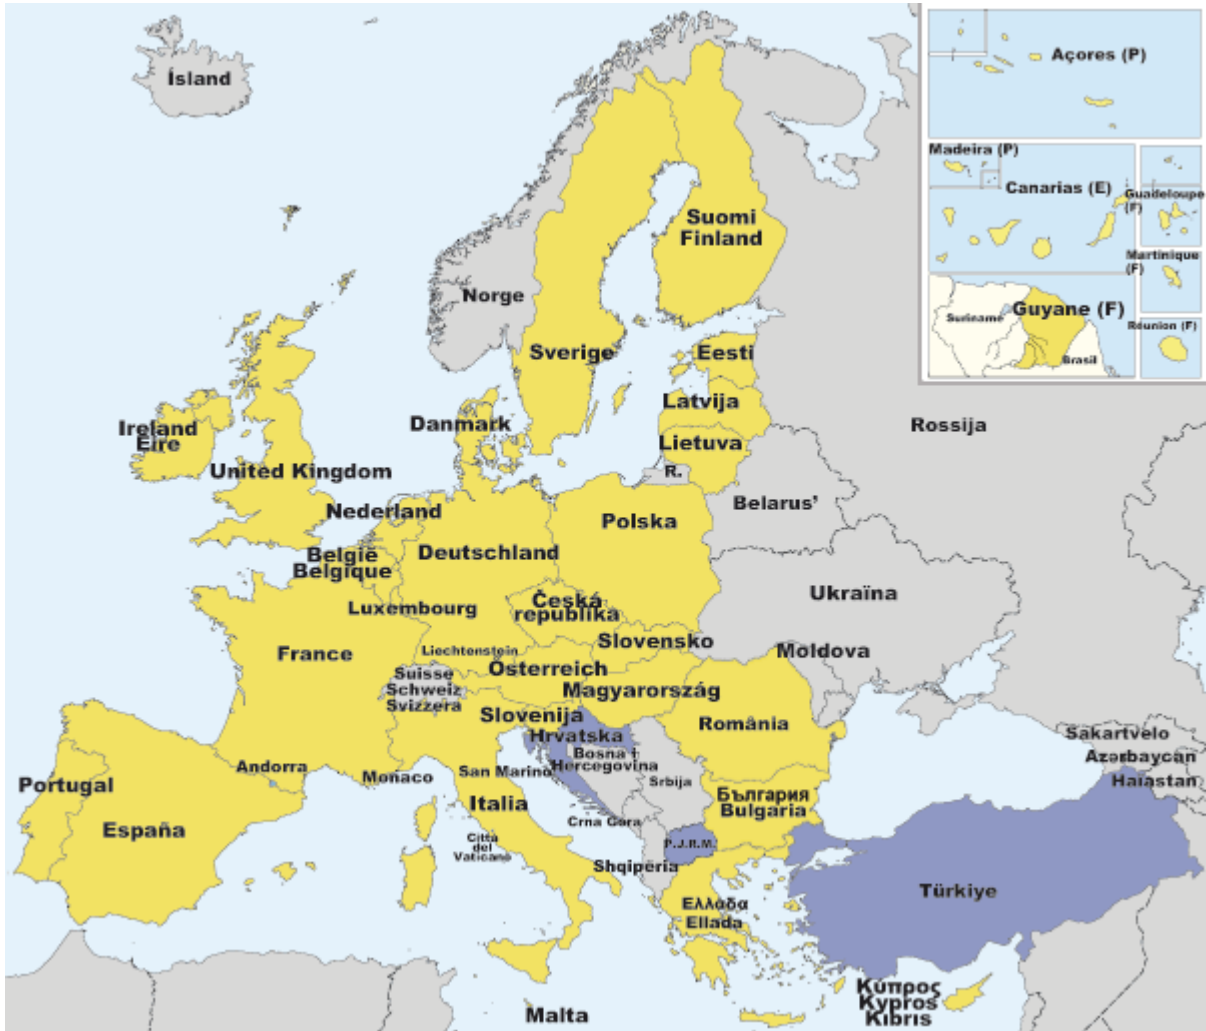 Ísland
Norge
Suomi
Finland
Sverige
Eesti
Latvija
Lietuva
R.
Danmark
Ireland
Eire
United Kingdom
Nederland
België
Belgique
Deutschland
Polska
Belarus’
Rossija
Luxembourg
Česká
republika
Slovensko
Ukraïna
France
Liechtenstein
Österreich
Moldova
Suisse
Schweiz
Svizzera
Magyarország
Slovenija
România
Hrvatska
Bosna i
Hercegovina
Srbija
Sakartvelo
Azərbaycan
Haiastan
Portugal
España
Andorra
Monaco
San Marino
Italia
Città
del
Vaticano
Crna Gora
България
Bulgaria
P.J.R.M.
Shqipëria
Ελλάδα
Ellada
Türkiye
Malta
Κύπρος
Kypros
Kıbrıs
Açores (P)
Madeira (P)
Canarias (E)
Guadeloupe
(F)
Martinique
(F)
Guyane (F)
Suriname
Brasil
Réunion (F)